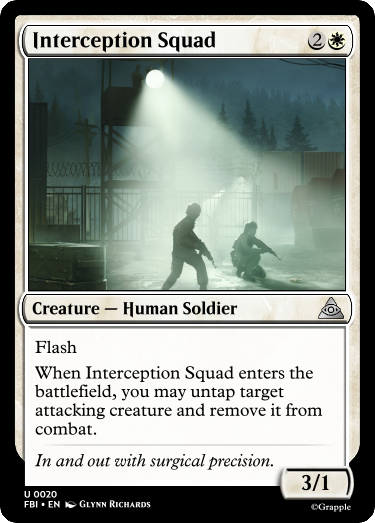 Interception Squad 2
Creature — Human Soldier
Flash
When Interception Squad enters the
battlefield, you may untap target
attacking creature and remove it from
combat.
In and out with surgical precision.
3/1
U 0020
FBI • EN Glynn Richards
©Grapple